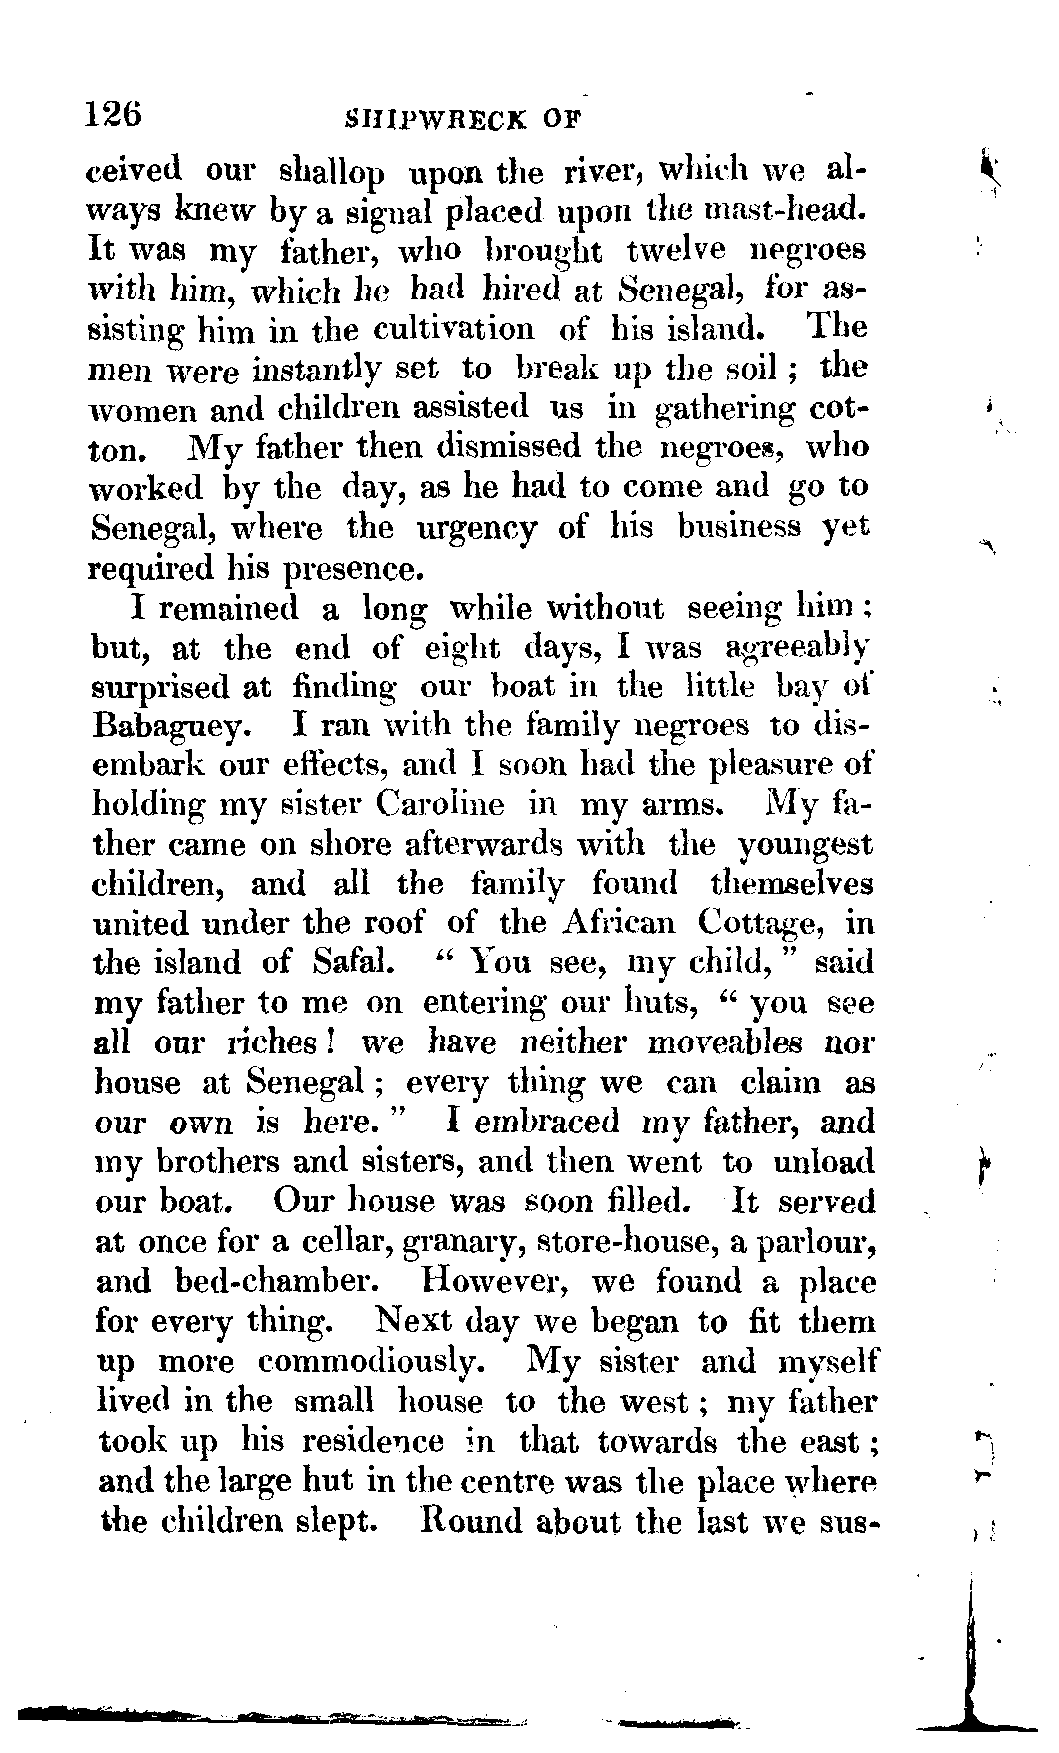 126 SHIPWRECK OF
ceived our shallop upon the river, which we al-
ways knew by a signal placed upon the mast-head.
It was my father, who brought twelve negroes
with him, which he had hired at Senegal, for as-
sisting him in the cultivation of his island. The
men were instantly set to break up the soil ; the
women and children assisted us in gathering cot-
ton. My father then dismissed the negroes, who
worked by the day, as he had to come and go to
Senegal, where the urgency of his business yet
required his presence.
I remained a long while without seeing him ;
but, at the end of eight days, I was agreeably
surprised at finding our boat in the little bay of
Babaguey. I ran with the family negroes to dis-
embark our effects, and I soon had the pleasure of
holding my sister Caroline in my arms. My fa-
ther came on shore afterwards with the youngest
children, and all the family found themselves
united under the roof of the African Cottage, in
the island of Safal. “ You see, my child, ” said
my father to me on entering our huts, “ you see
all our riches ! we have neither moveables nor
house at Senegal ; every thing we can claim as
our own is here. ” I embraced my father, and
my brothers and sisters, and then went to unload
our boat. Our house was soon filled. It served
at once for a cellar, granary, store-house, a parlour,
and bed-chamber. However, we found a place
for every thing. Next day we began to fit them
up more commodiously. My sister and myself
lived in the small house to the west ; my father
took up his residence in that towards the east ;
and the large hut in the centre was the place where
the children slept. Round about the last we sus-